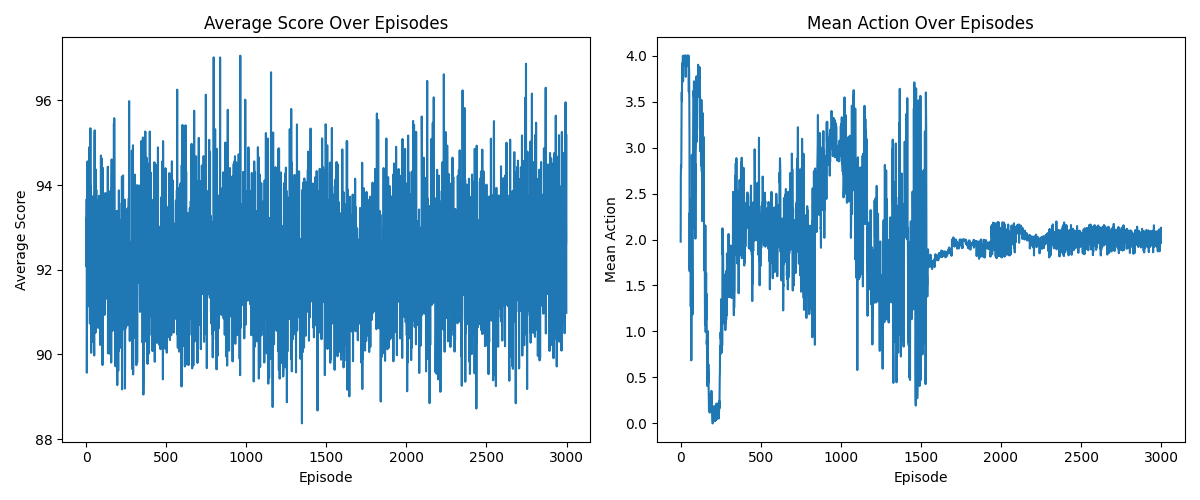 Average Score Over Episodes
Average Score
96
94
92
90
88
0 500 1000 1500 2000 2500 3000
Episode
Mean Action Over Episodes
Mean Action
4.0
3.5
3.0
2.5
2.0
1.5
1.0
0.5
0.0
0 500 1000 1500 2000 2500 3000
Episode